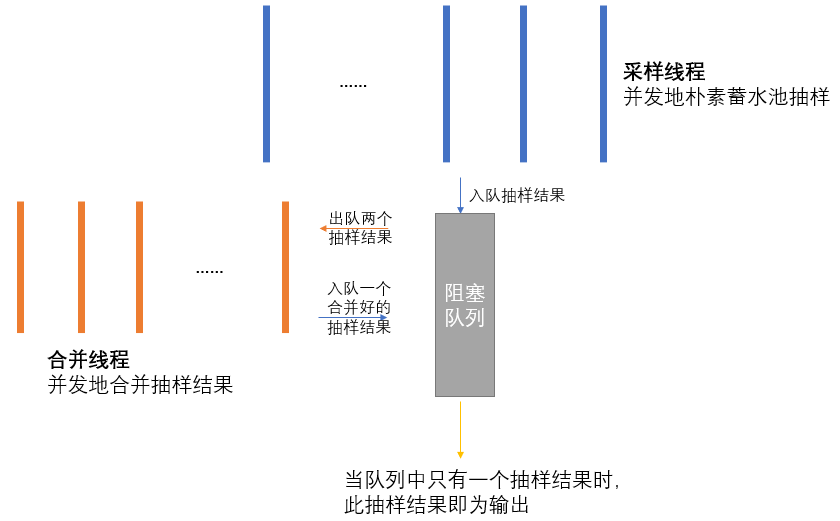 采样线程
并发地朴素蓄水池抽样
……
入队抽样结果
出队两个
抽样结果
……
入队一个
合并好的
抽样结果
阻塞
队列
合并线程
并发地合并抽样结果
当队列中只有一个抽样结果时，
此抽样结果即为输出